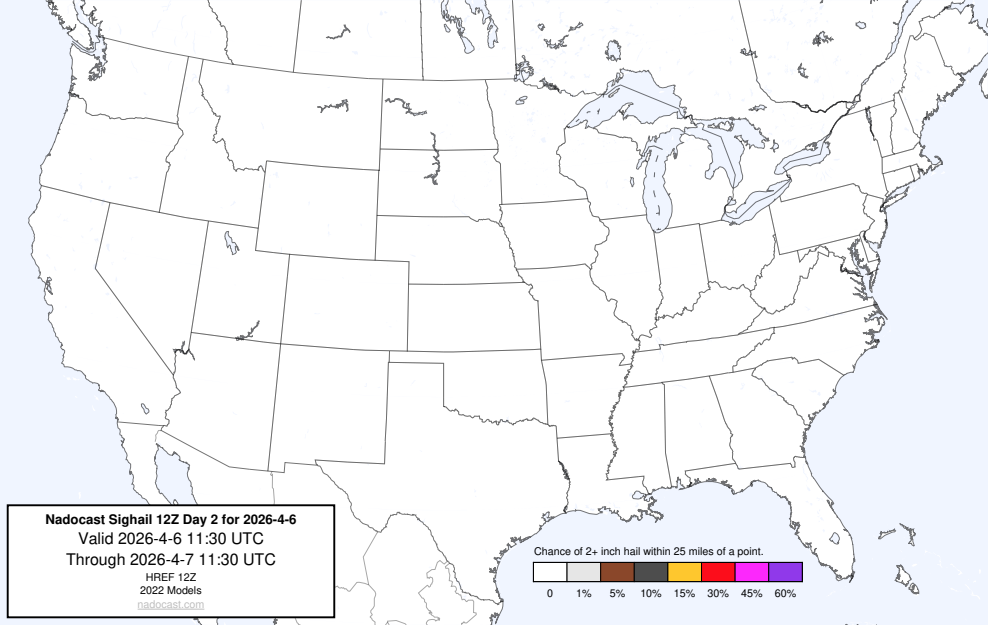 Nadocast Sighail 12Z Day 2 for 2026-4-6
Valid 2026-4-6 11:30 UTC
Through 2026-4-7 11:30 UTC
HREF 12Z
2022 Models
nadocast.com
Chance of 2+ inch hail within 25 miles of a point.
0 1% 5% 10% 15% 30% 45% 60%